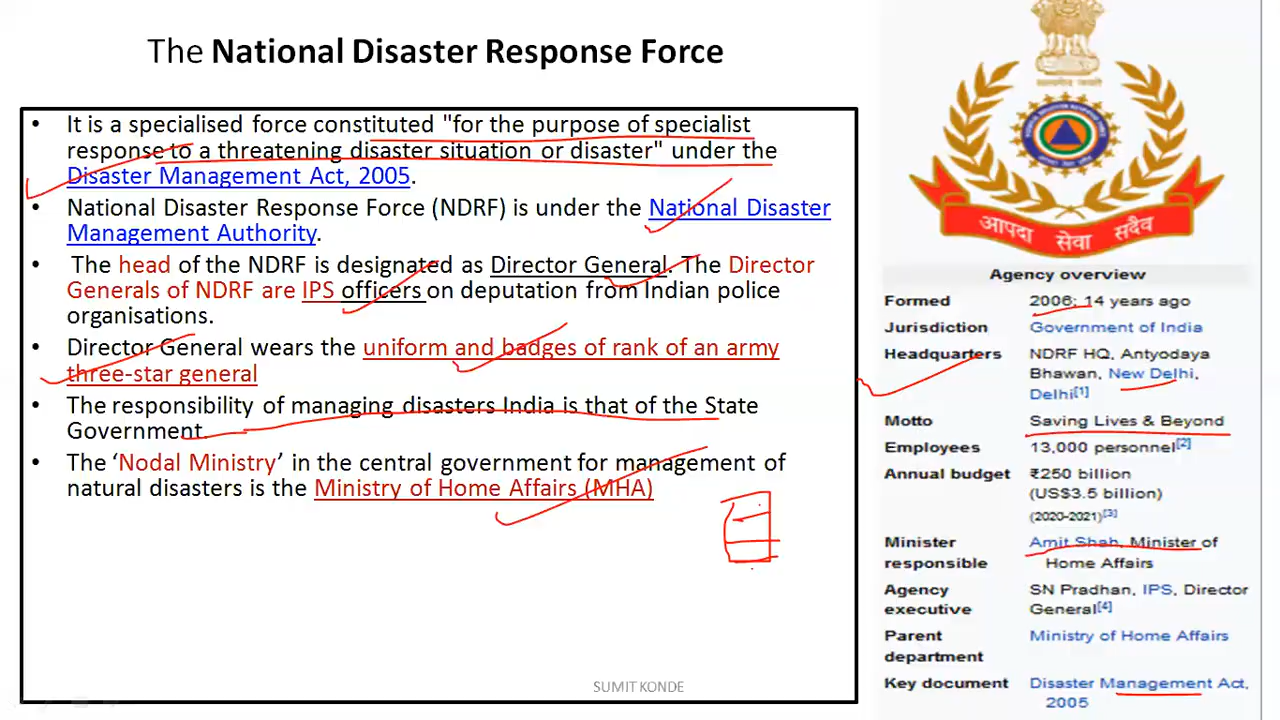 The National Disaster Response Force
• It is a specialised force constituted "for the purpose of specialist
response to a threatening disaster situation or disaster" under the
Disaster Management Act, 2005.
• National Disaster Response Force (NDRF) is under the National Disaster
Management Authority.
• The head of the NDRF is designated as Director General. The Director
Generals of NDRF are IPS officers on deputation from Indian police
organisations.
• Director General wears the uniform and badges of rank of an army
three-star general
• The responsibility of managing disasters India is that of the State
Government.
• The ‘Nodal Ministry’ in the central government for management of
natural disasters is the Ministry of Home Affairs (MHA)
SUMIT KONDE
आपदा सेवा सदैव
Agency overview
Formed 2006; 14 years ago
Jurisdiction Government of India
Headquarters NDRF HQ, Antyodaya
Bhawan, New Delhi,
Delhi[1]
Motto Saving Lives & Beyond
Employees 13,000 personnel[2]
Annual budget ₹250 billion
(US$3.5 billion)
(2020-2021)[3]
Minister Amit Shah, Minister of
responsible Home Affairs
Agency SN Pradhan, IPS, Director
executive General[4]
Parent Ministry of Home Affairs
department
Key document Disaster Management Act,
2005